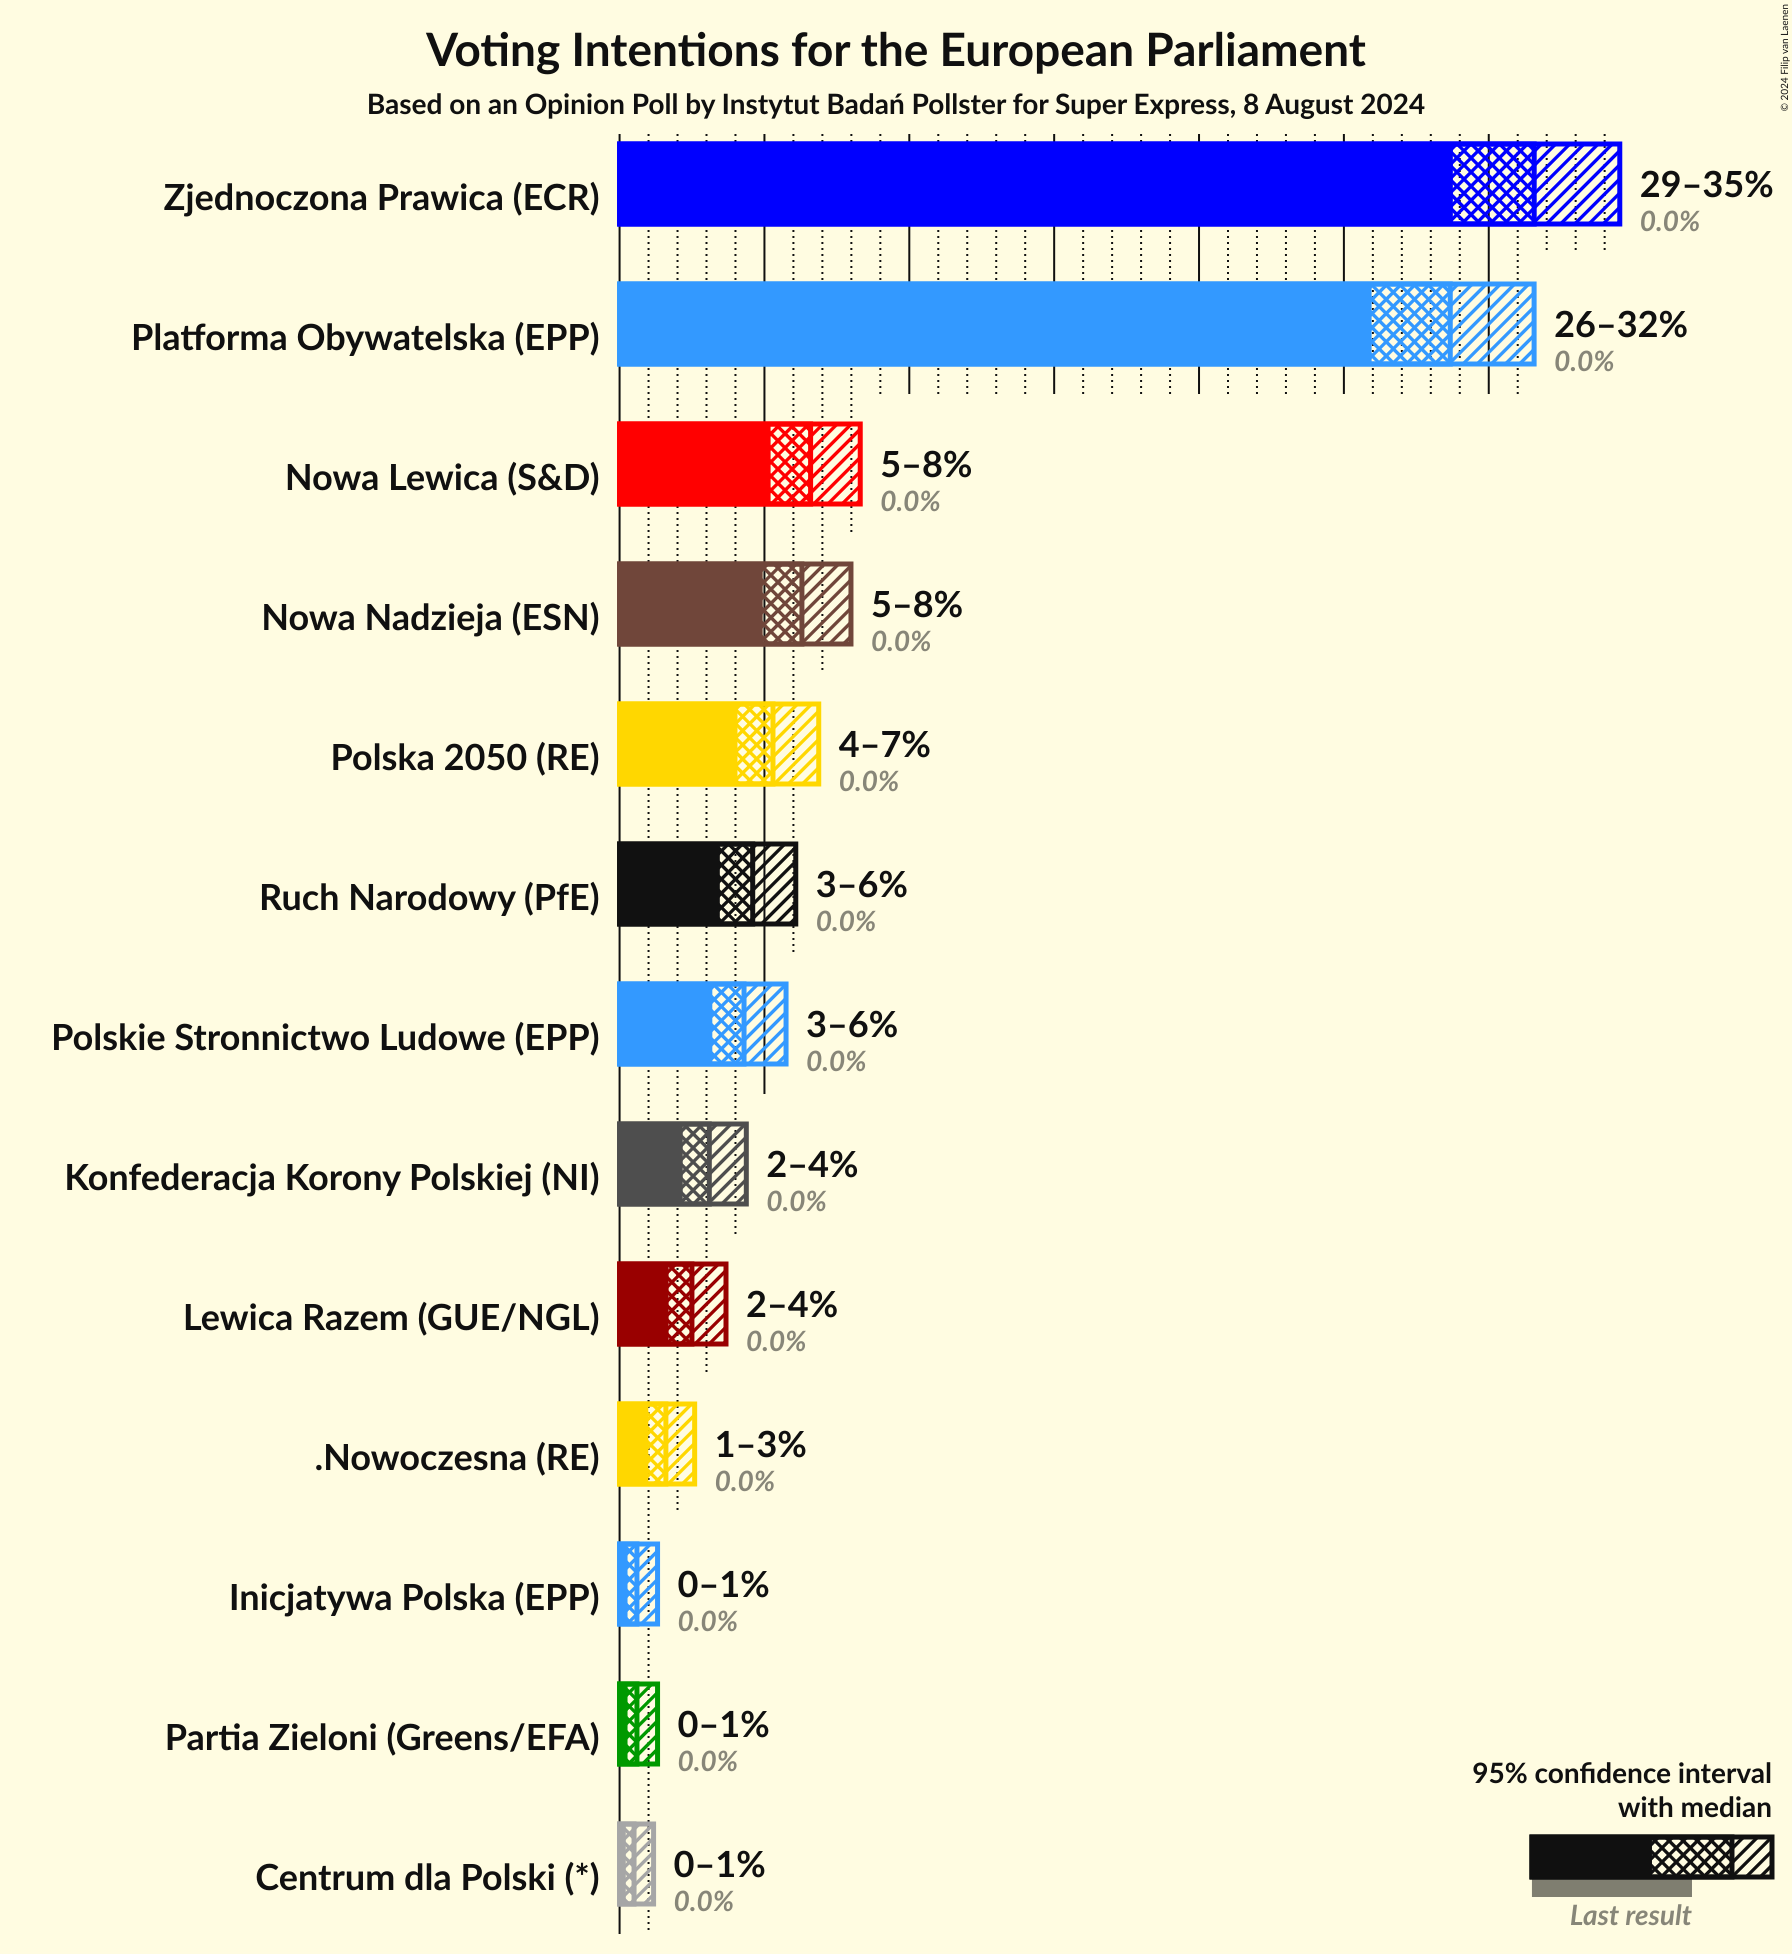 Voting Intentions for the European Parliament
Based on an Opinion Poll by Instytut Badań Pollster for Super Express, 8 August 2024
© 2024 Filip van Laenen
Zjednoczona Prawica (ECR)
29–35%
0.0%
Platforma Obywatelska (EPP)
26–32%
0.0%
Nowa Lewica (S&D)
5–8%
0.0%
Nowa Nadzieja (ESN)
5–8%
0.0%
Polska 2050 (RE)
4–7%
0.0%
Ruch Narodowy (PfE)
3–6%
0.0%
Polskie Stronnictwo Ludowe (EPP)
3–6%
0.0%
Konfederacja Korony Polskiej (NI)
2–4%
0.0%
Lewica Razem (GUE/NGL)
2–4%
0.0%
.Nowoczesna (RE)
1–3%
0.0%
Inicjatywa Polska (EPP)
0–1%
0.0%
Partia Zieloni (Greens/EFA)
0–1%
0.0%
Centrum dla Polski (*)
0–1%
0.0%
95% confidence interval
with median
Last result